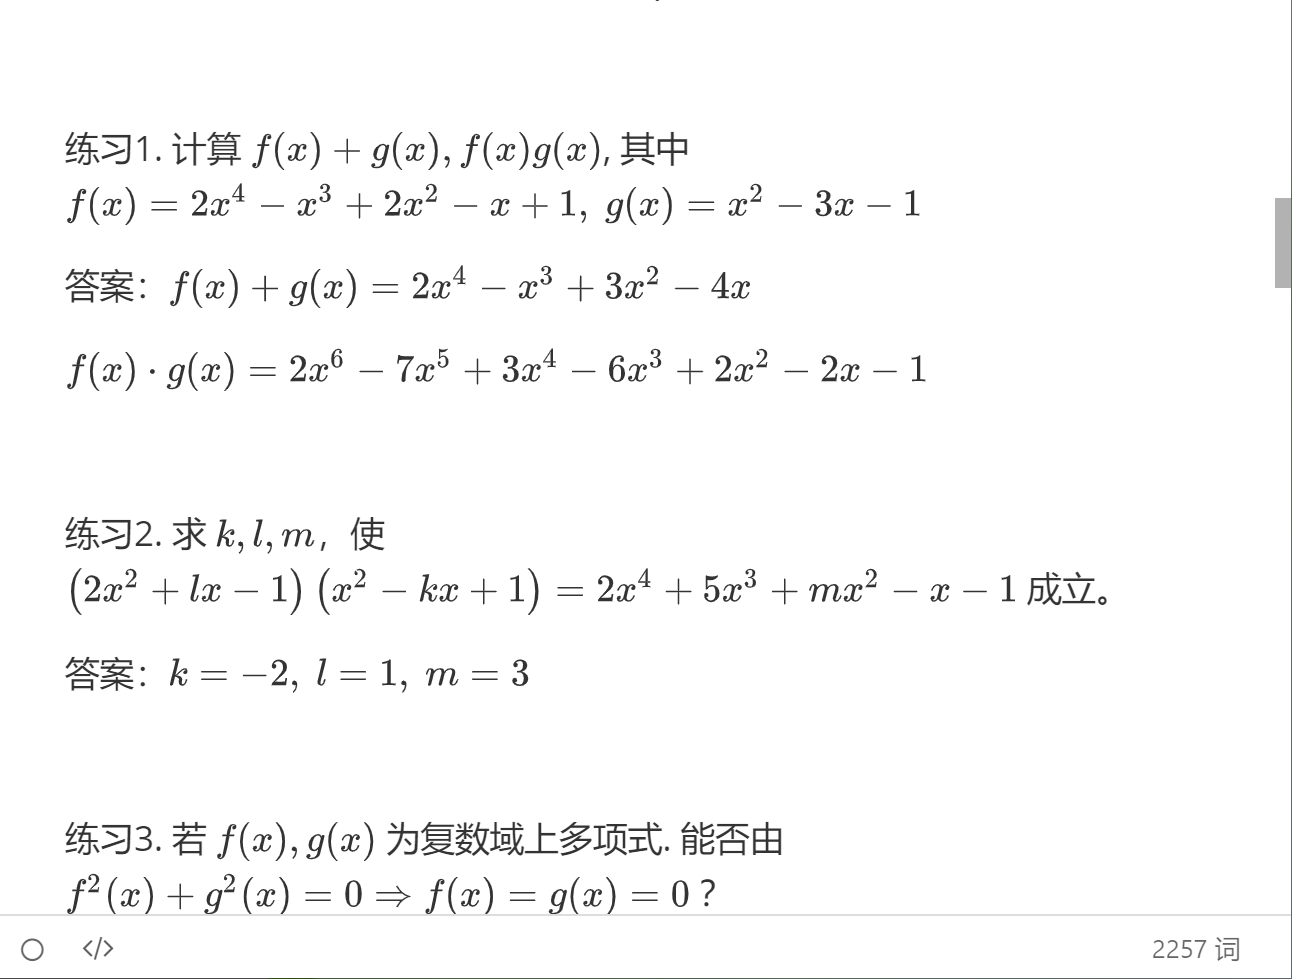 练习1. 计算 f(x) + g(x), f(x)g(x), 其中
f(x) = 2x⁴ − x³ + 2x² − x + 1, g(x) = x² − 3x − 1
答案：f(x) + g(x) = 2x⁴ − x³ + 3x² − 4x
f(x) · g(x) = 2x⁶ − 7x⁵ + 3x⁴ − 6x³ + 2x² − 2x − 1
练习2. 求 k, l, m，使
(2x² + lx − 1) (x² − kx + 1) = 2x⁴ + 5x³ + mx² − x − 1 成立。
答案：k = −2, l = 1, m = 3
练习3. 若 f(x), g(x) 为复数域上多项式. 能否由
f²(x) + g²(x) = 0 ⇒ f(x) = g(x) = 0？
</> 2257 词